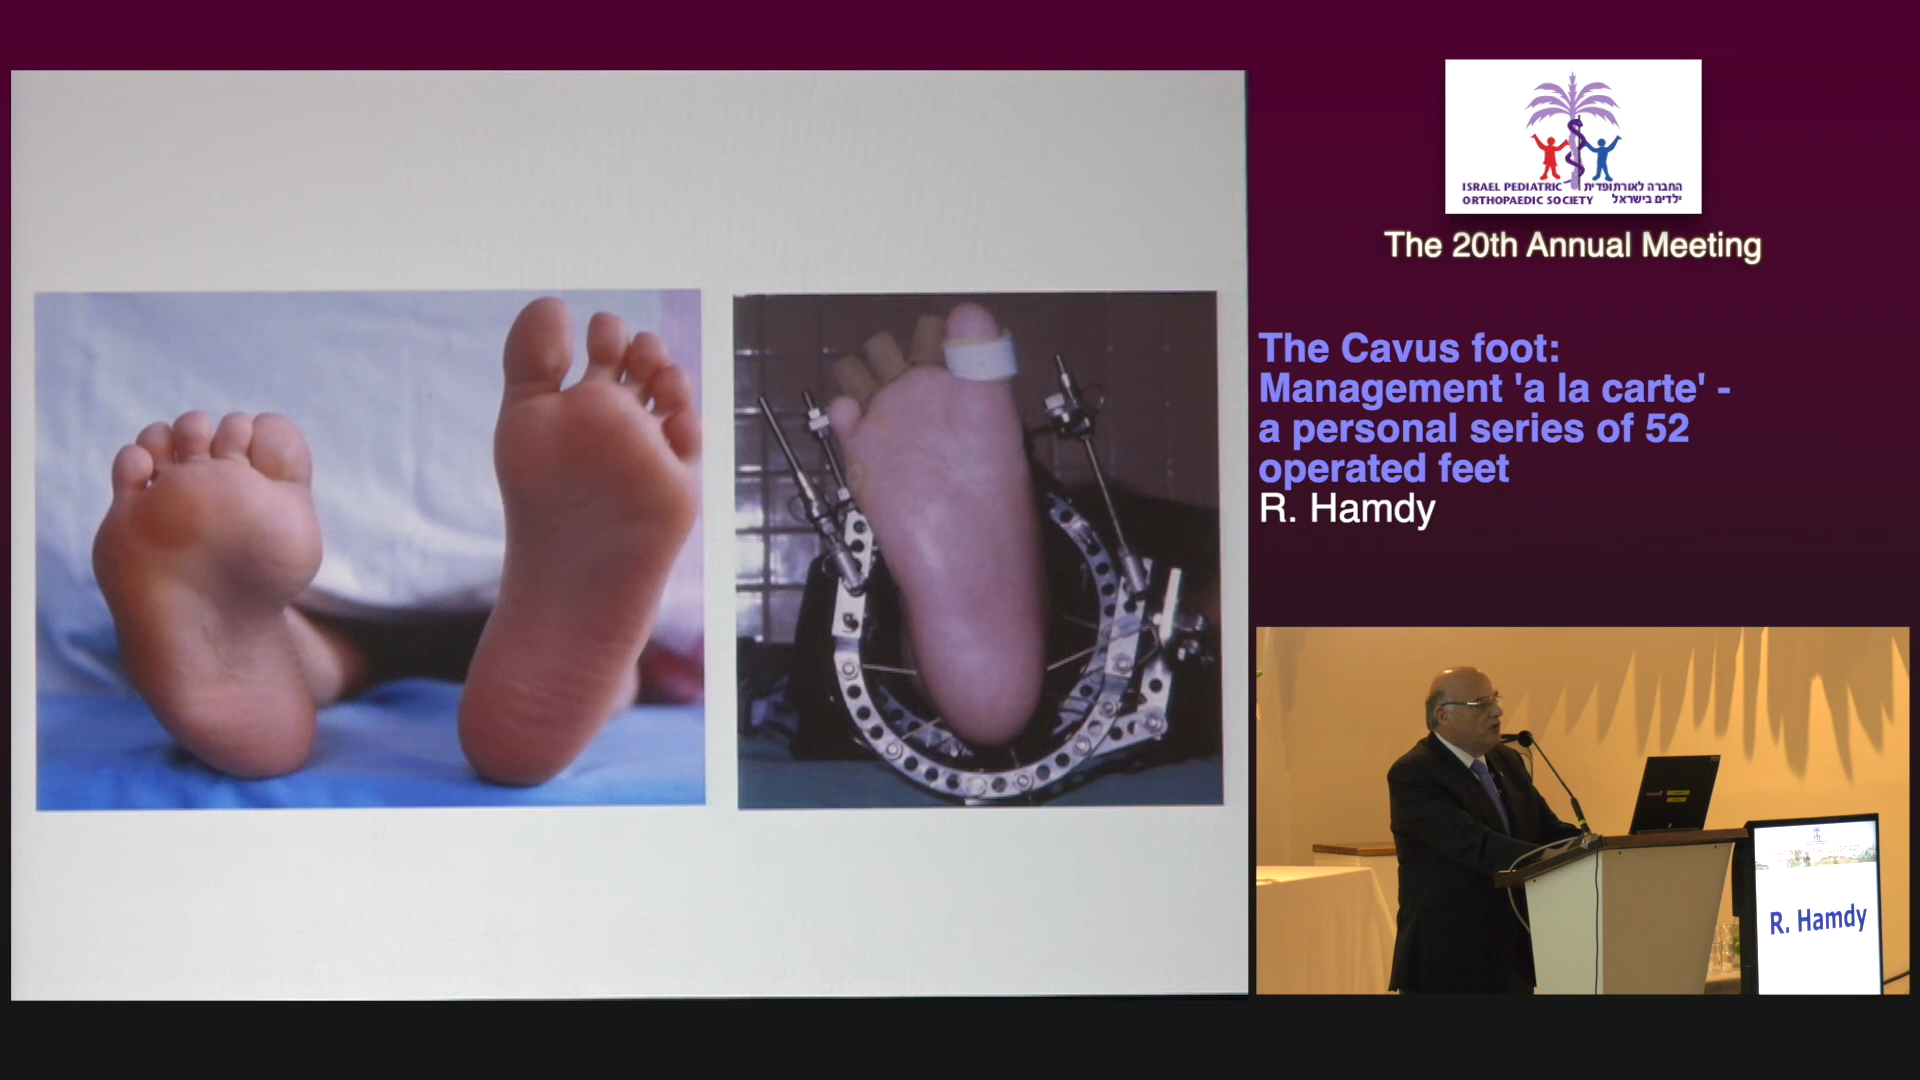 ISRAEL PEDIATRIC החברה לאורתופדית
ORTHOPAEDIC SOCIETY ילדים בישראל
The 20th Annual Meeting
The Cavus foot:
Management 'a la carte' -
a personal series of 52
operated feet
R. Hamdy
R. Hamdy